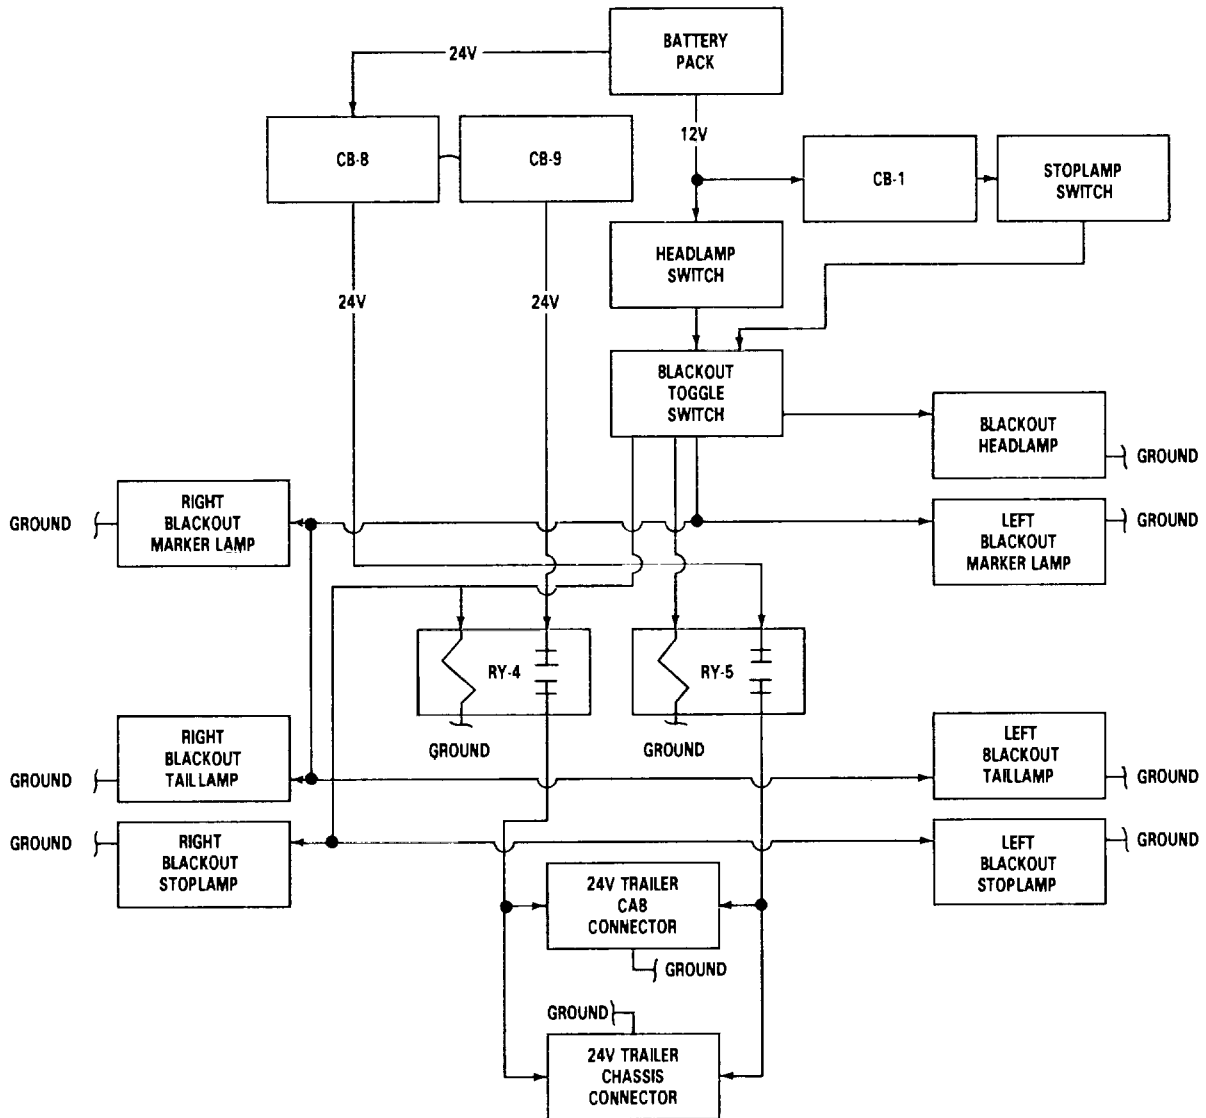 BATTERY
PACK
24V
12V
CB-8
CB-9
CB-1
STOPLAMP
SWITCH
HEADLAMP
SWITCH
24V
24V
BLACKOUT
TOGGLE
SWITCH
BLACKOUT
HEADLAMP
GROUND
GROUND
RIGHT
BLACKOUT
MARKER LAMP
LEFT
BLACKOUT
MARKER LAMP
GROUND
RY-4
RY-5
GROUND
GROUND
GROUND
RIGHT
BLACKOUT
TAILLAMP
LEFT
BLACKOUT
TAILLAMP
GROUND
GROUND
RIGHT
BLACKOUT
STOPLAMP
LEFT
BLACKOUT
STOPLAMP
GROUND
24V TRAILER
CAB
CONNECTOR
GROUND
GROUND
24V TRAILER
CHASSIS
CONNECTOR